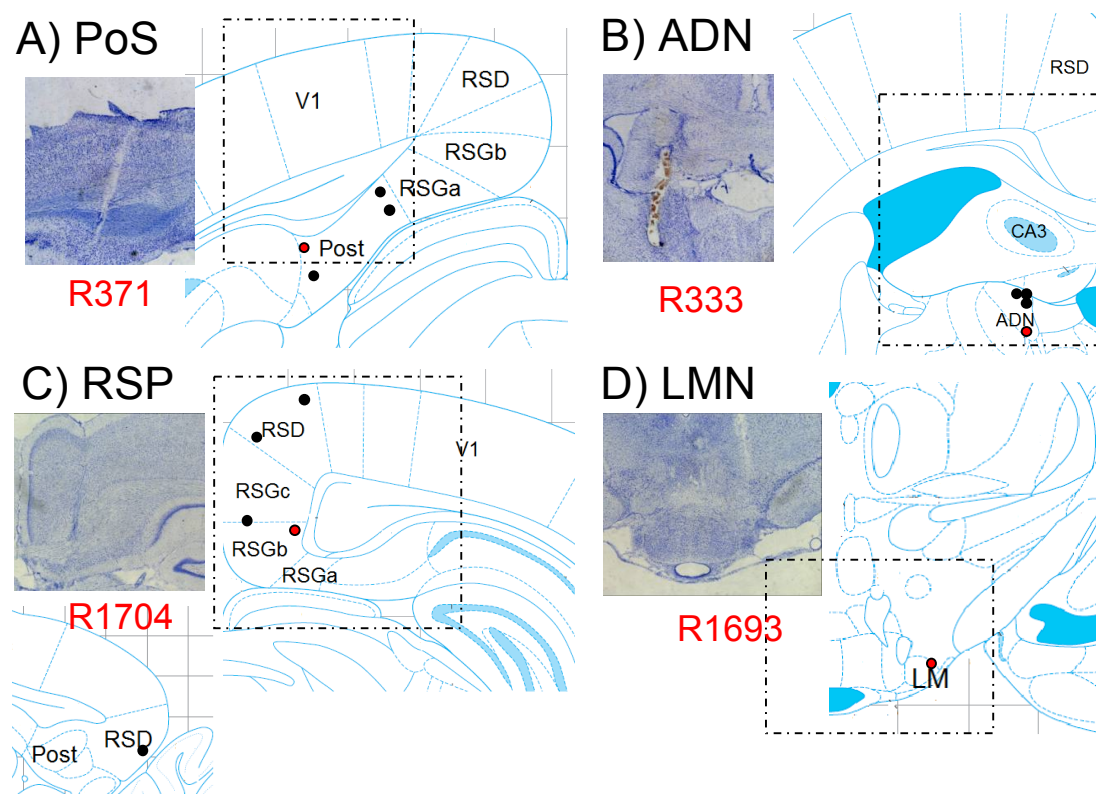 A) PoS
V1
RSD
RSGb
RSGa
Post
R371
B) ADN
RSD
CA3
ADN
R333
C) RSP
RSD
V1
RSGc
RSGb
RSGa
R1704
Post
RSD
D) LMN
R1693
LM